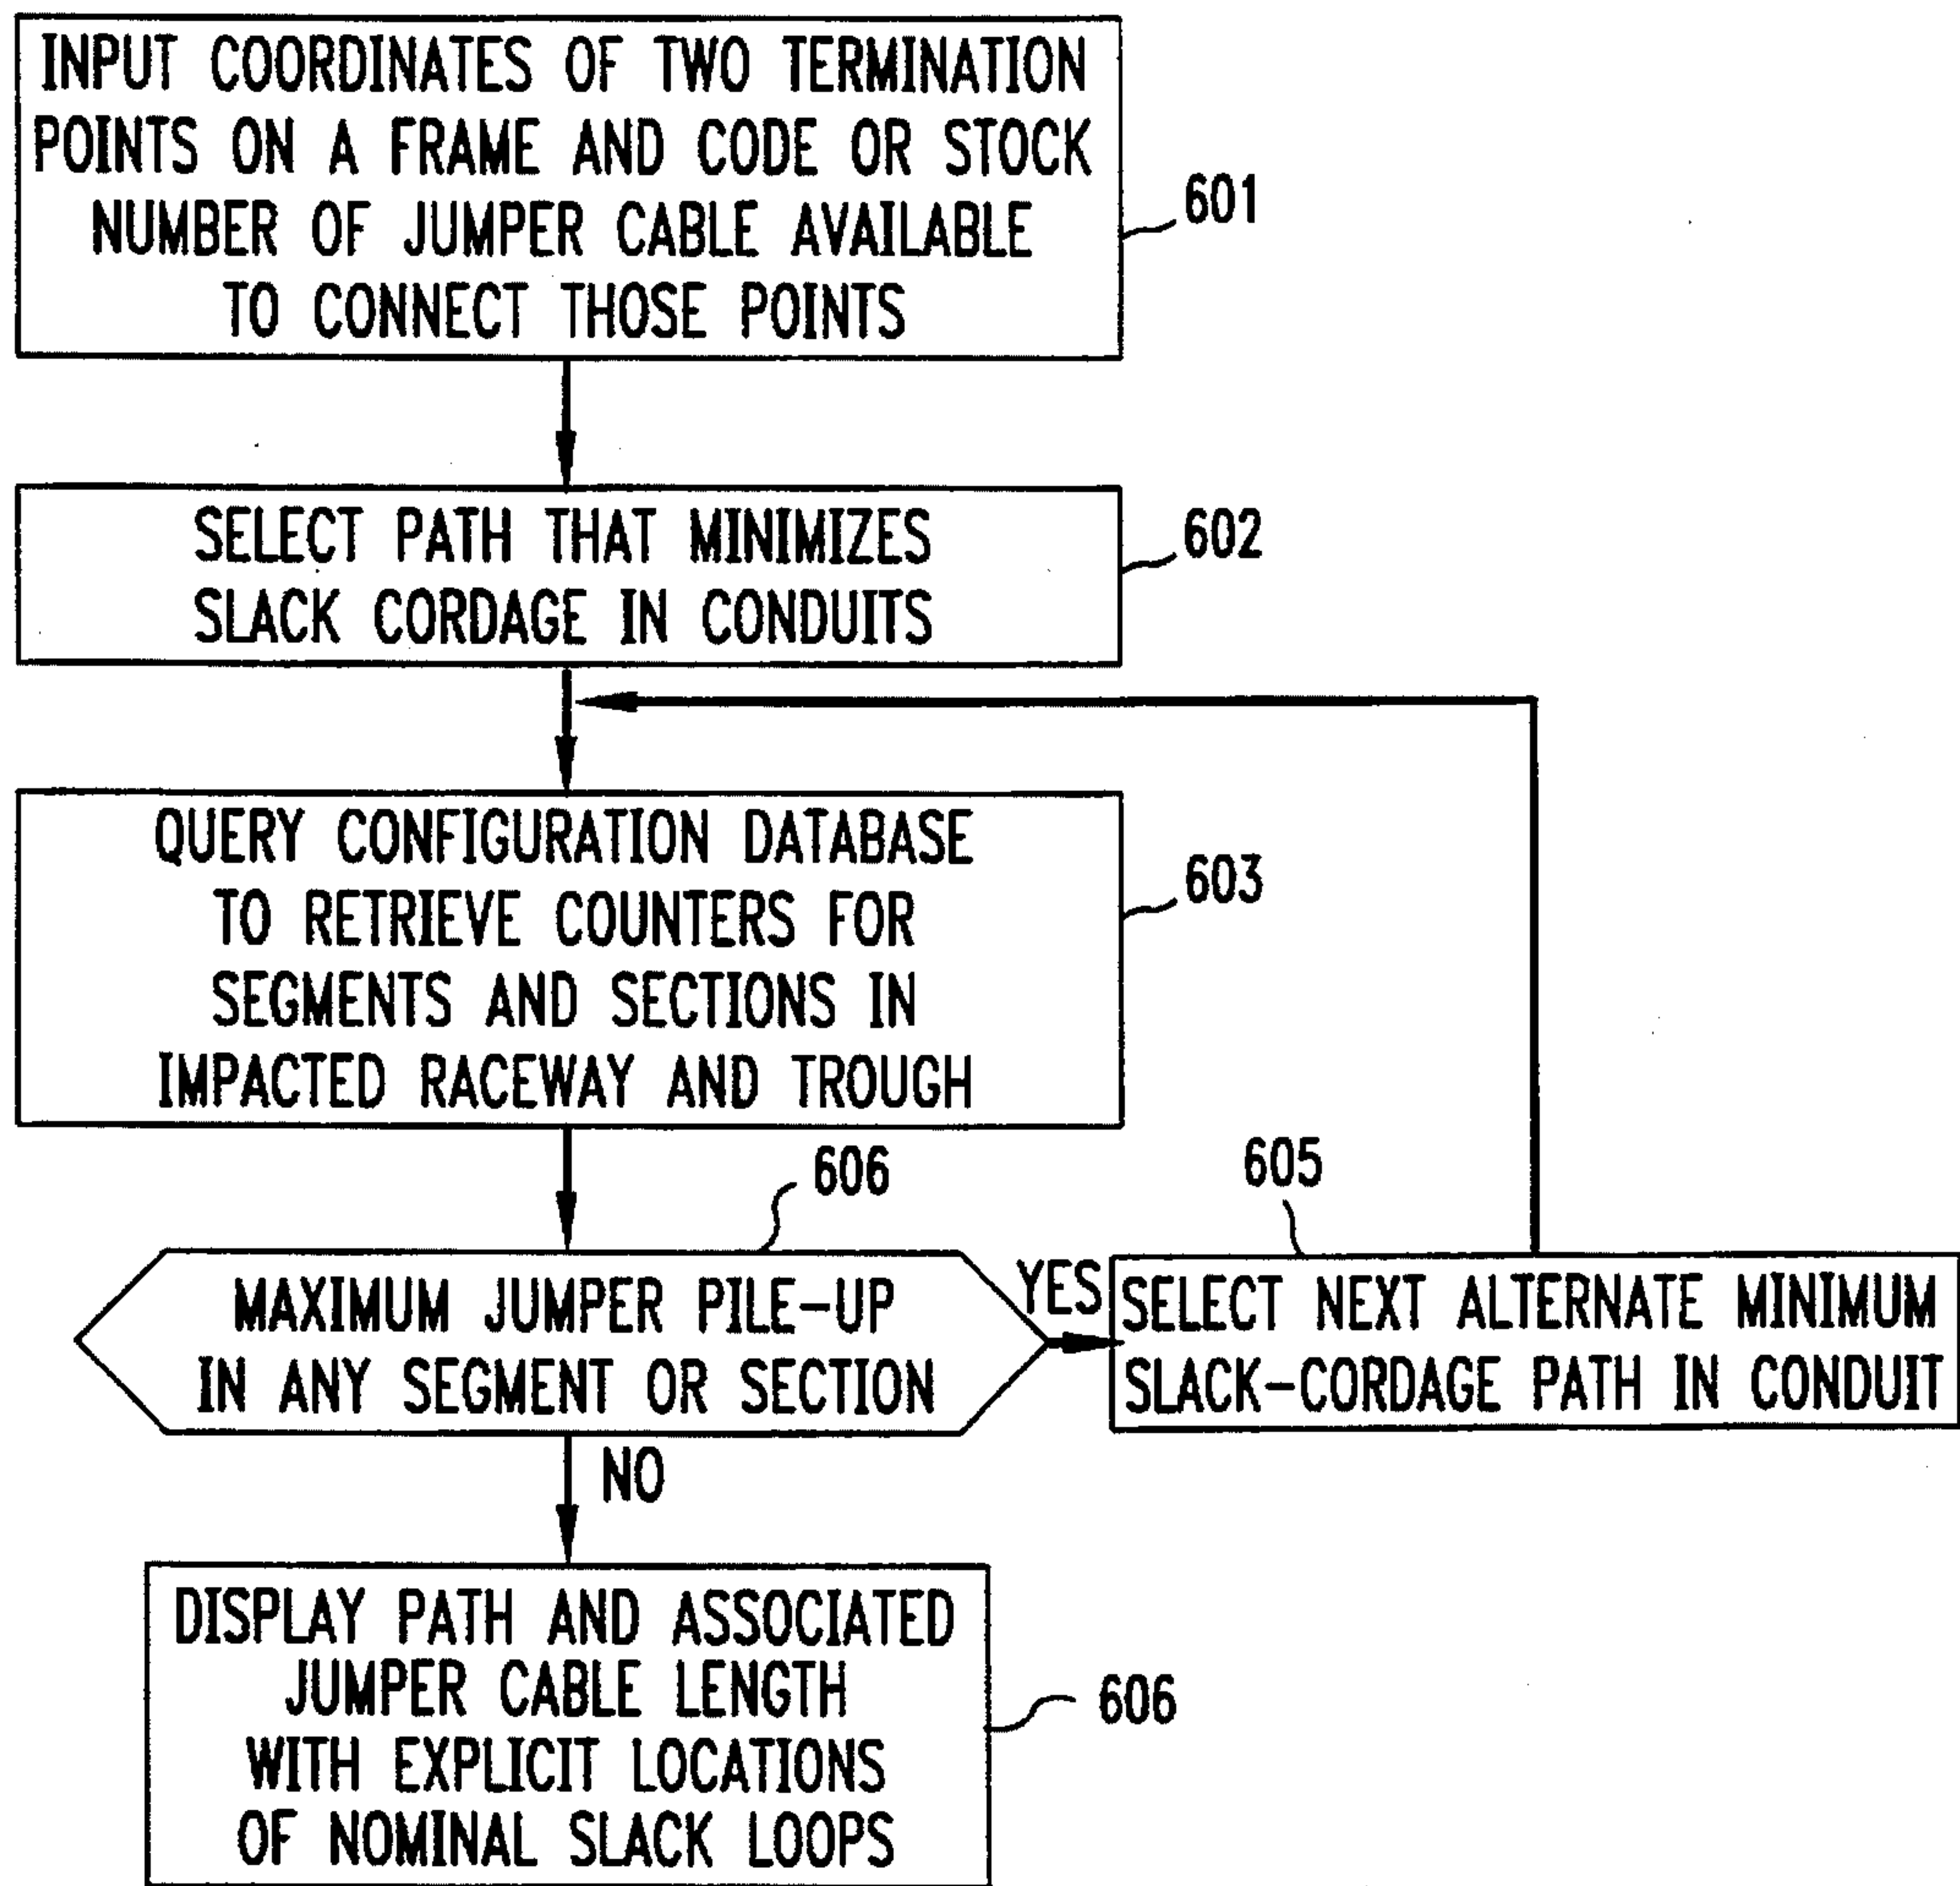 INPUT COORDINATES OF TWO TERMINATION
POINTS ON A FRAME AND CODE OR STOCK
NUMBER OF JUMPER CABLE AVAILABLE
TO CONNECT THOSE POINTS
601
SELECT PATH THAT MINIMIZES
SLACK CORDAGE IN CONDUITS
602
QUERY CONFIGURATION DATABASE
TO RETRIEVE COUNTERS FOR
SEGMENTS AND SECTIONS IN
IMPACTED RACEWAY AND TROUGH
603
606
MAXIMUM JUMPER PILE-UP
IN ANY SEGMENT OR SECTION
YES
605
SELECT NEXT ALTERNATE MINIMUM
SLACK-CORDAGE PATH IN CONDUIT
NO
DISPLAY PATH AND ASSOCIATED
JUMPER CABLE LENGTH
WITH EXPLICIT LOCATIONS
OF NOMINAL SLACK LOOPS
606